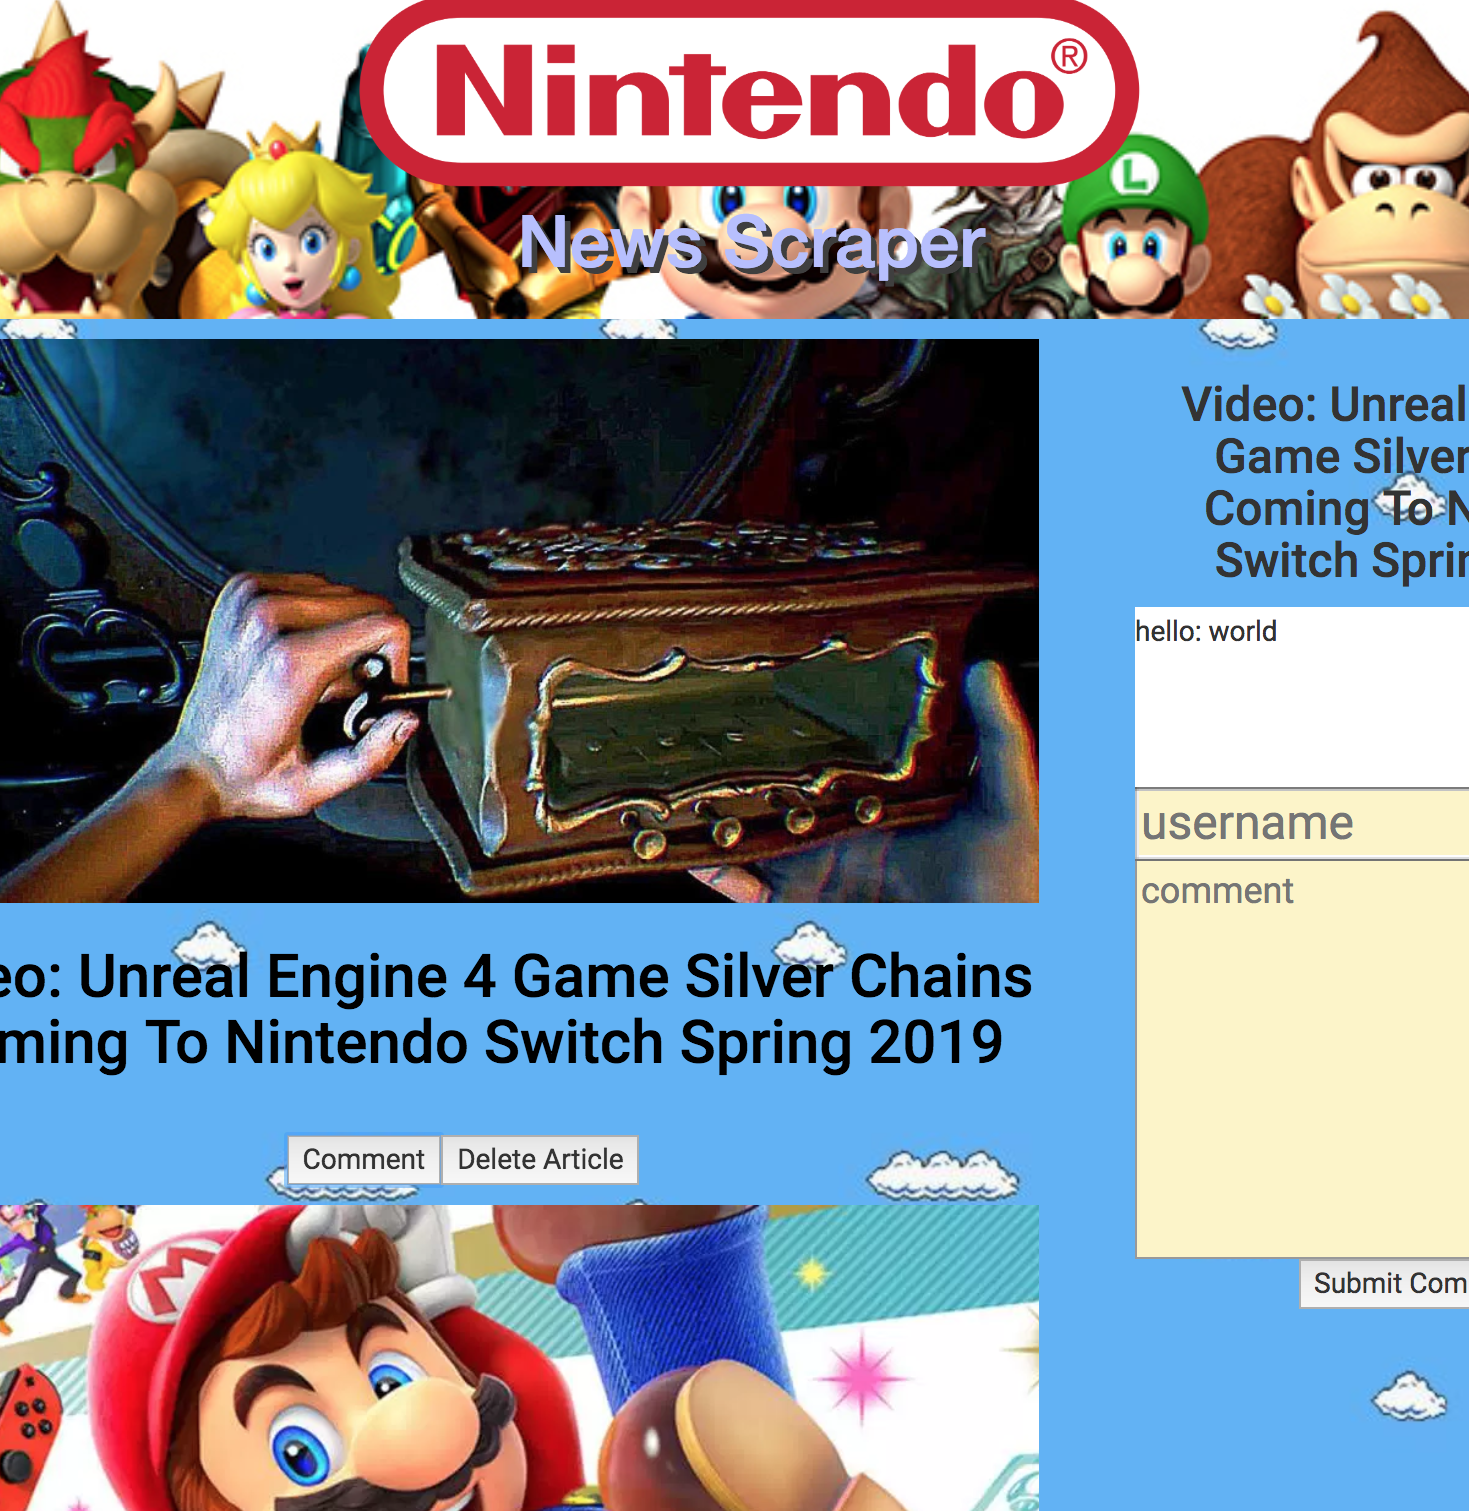 Nintendo®
News Scraper
eo: Unreal Engine 4 Game Silver Chains
ming To Nintendo Switch Spring 2019
Comment
Delete Article
Video: Unreal
Game Silver
Coming To N
Switch Sprin
hello: world
username
comment
Submit Com
L
M